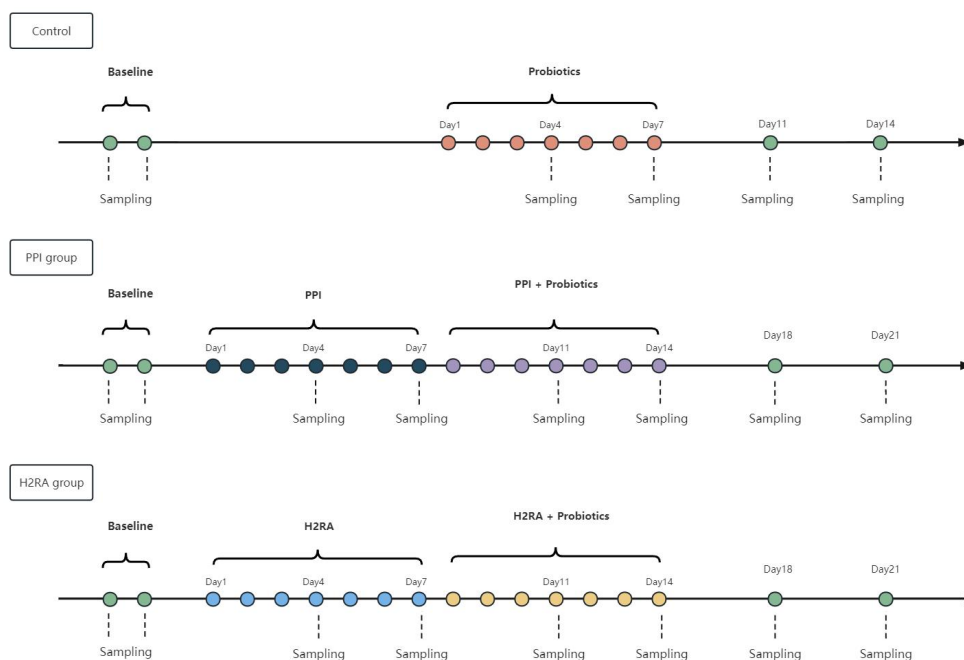 Control
Baseline
Probiotics
Day1 Day4 Day7 Day11 Day14
Sampling Sampling Sampling Sampling Sampling
PPI group
Baseline
PPI
PPI + Probiotics
Day1 Day4 Day7 Day11 Day14 Day18 Day21
Sampling Sampling Sampling Sampling Sampling Sampling Sampling
H2RA group
Baseline
H2RA
H2RA + Probiotics
Day1 Day4 Day7 Day11 Day14 Day18 Day21
Sampling Sampling Sampling Sampling Sampling Sampling Sampling